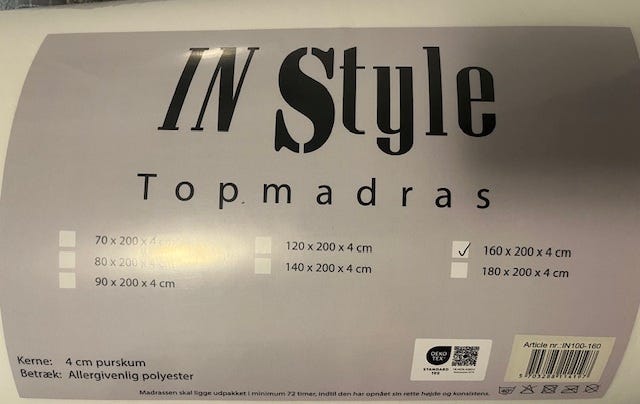 IN Style
Topmadras
70 x 200 x 4 cm
80 x 200 x 4 cm
90 x 200 x 4 cm
120 x 200 x 4 cm
140 x 200 x 4 cm
160 x 200 x 4 cm
180 x 200 x 4 cm
Kerne: 4 cm purskum
Betræk: Allergivenlig polyester
OEKO
TEX
STANDARD
100
Article nr.:IN100-160
Madrassen skal ligge udpakket i minimum 72 timer, indtil den har opnået sin rette højde og konsistens.